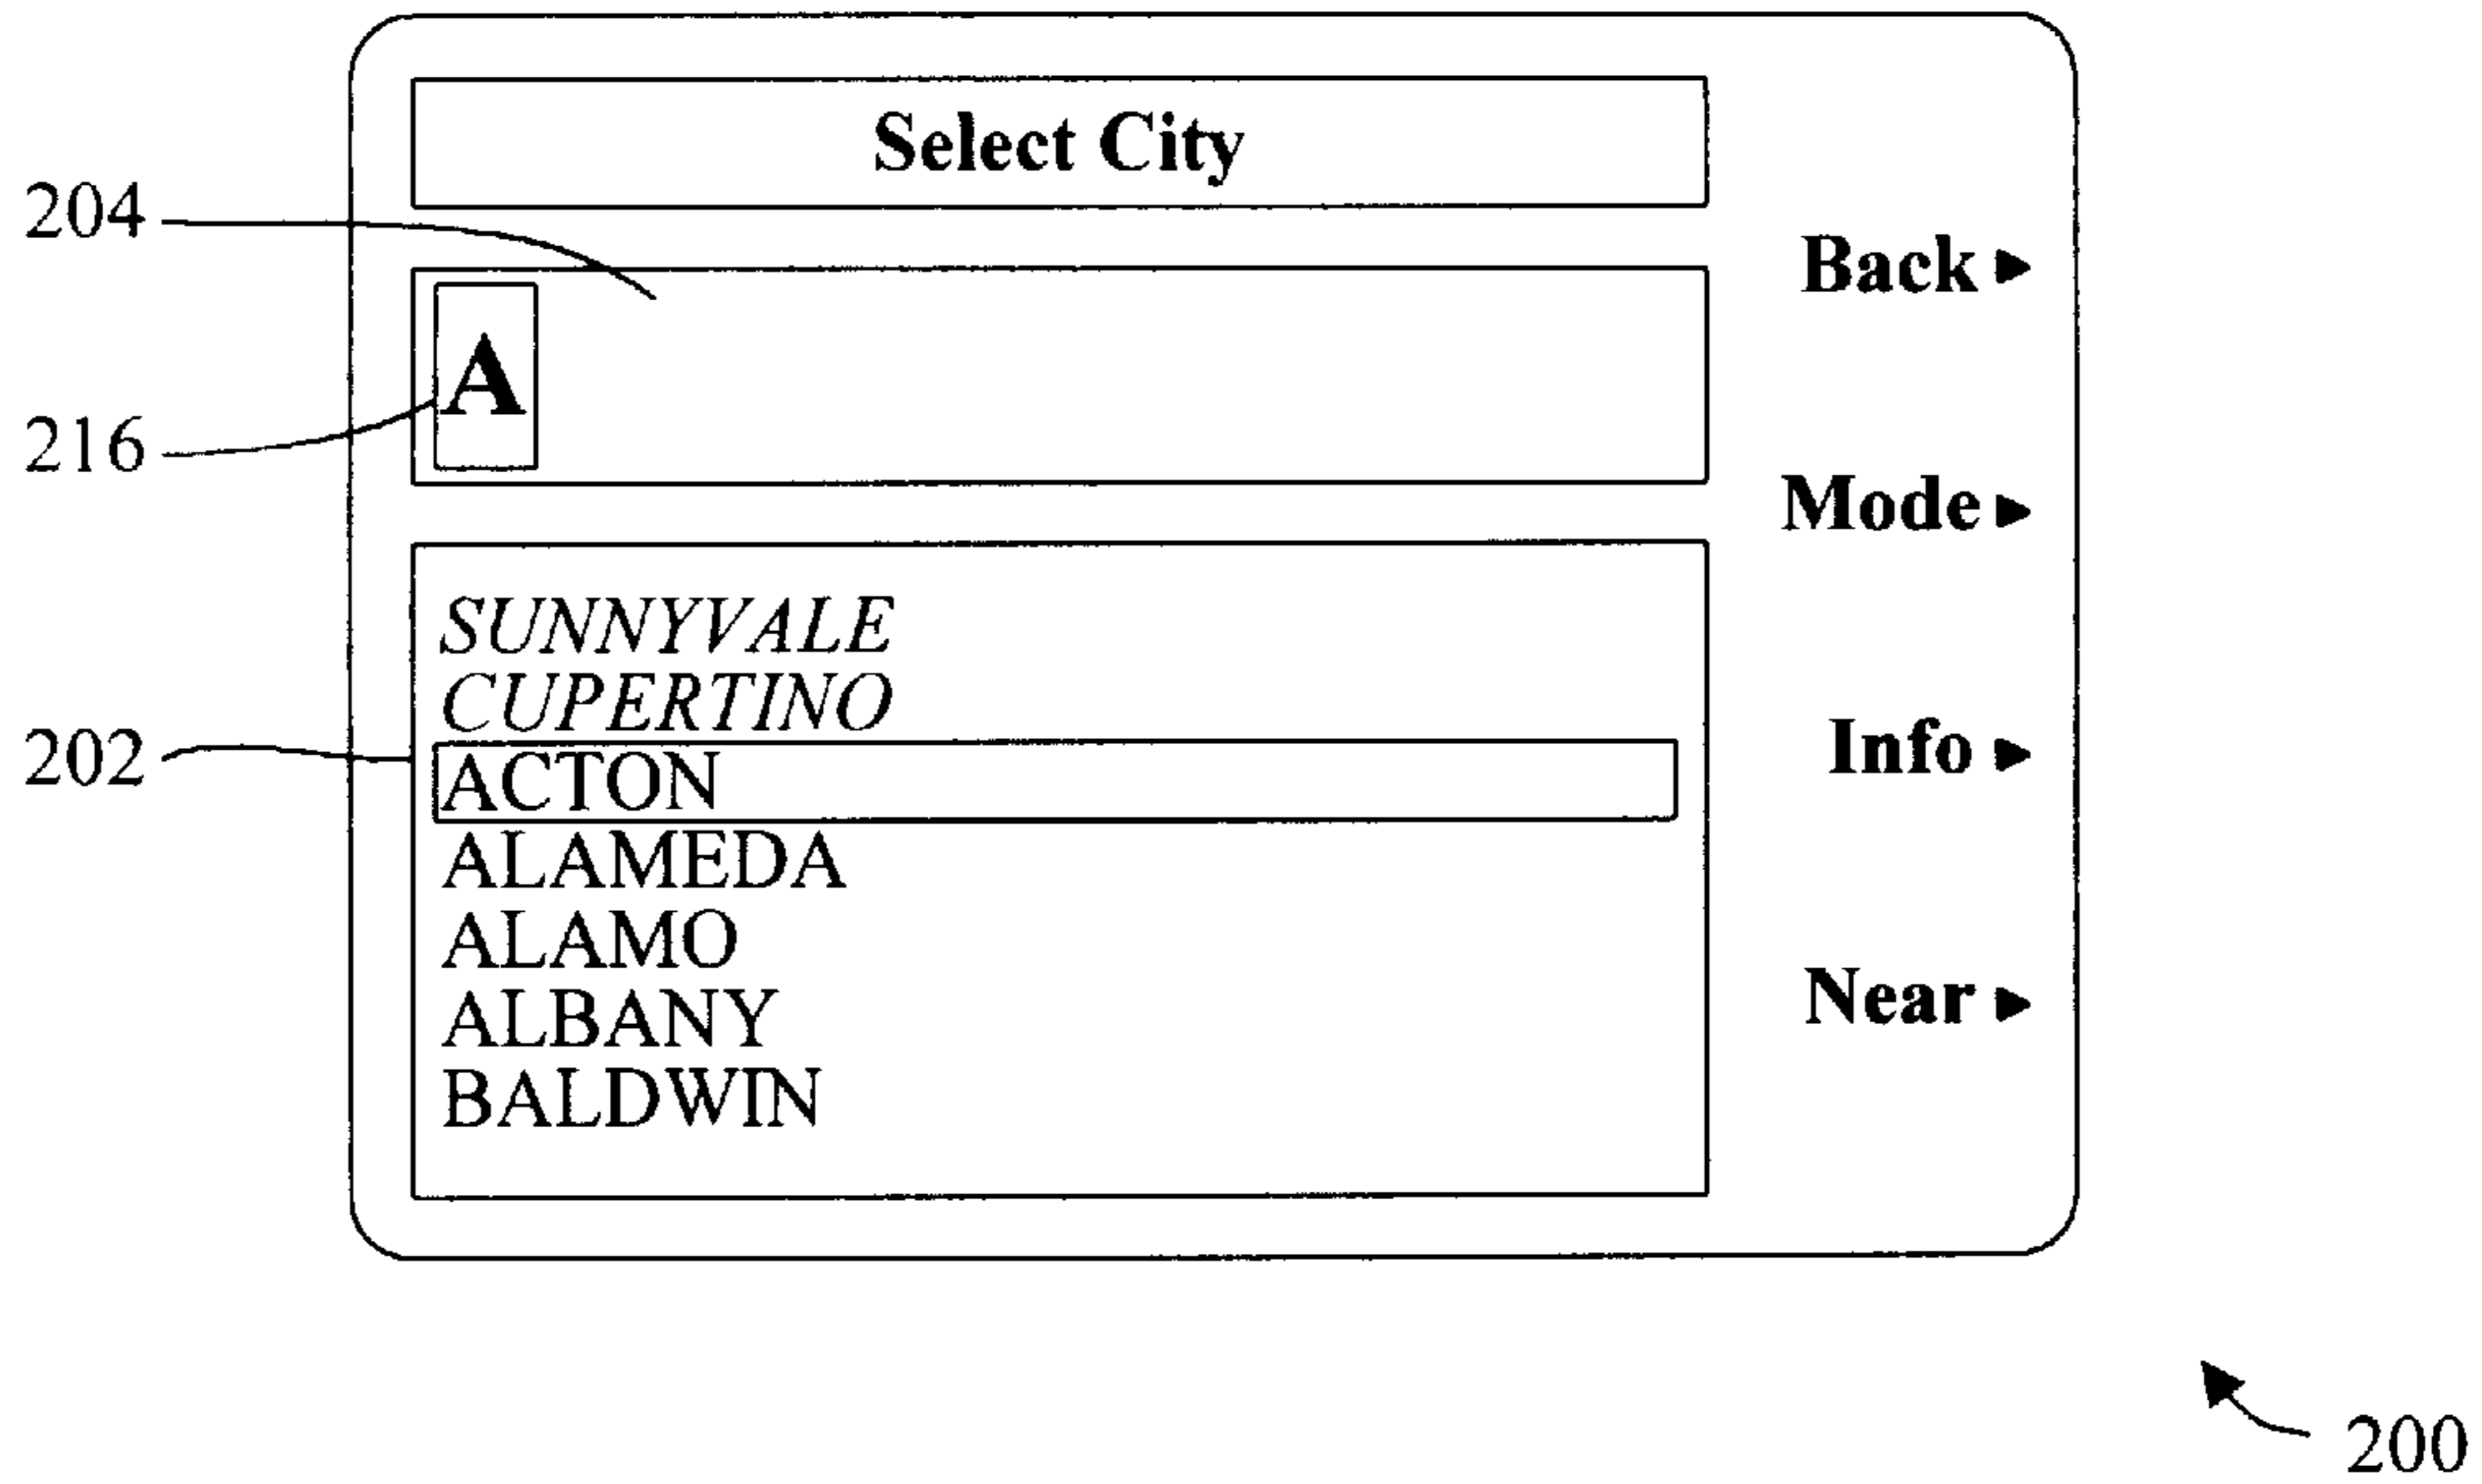 Select City
204
Back
A
216
Mode
SUNNYVALE
CUPERTINO
202
ACTON
Info
ALAMEDA
ALAMO
ALBANY
Near
BALDWIN
200